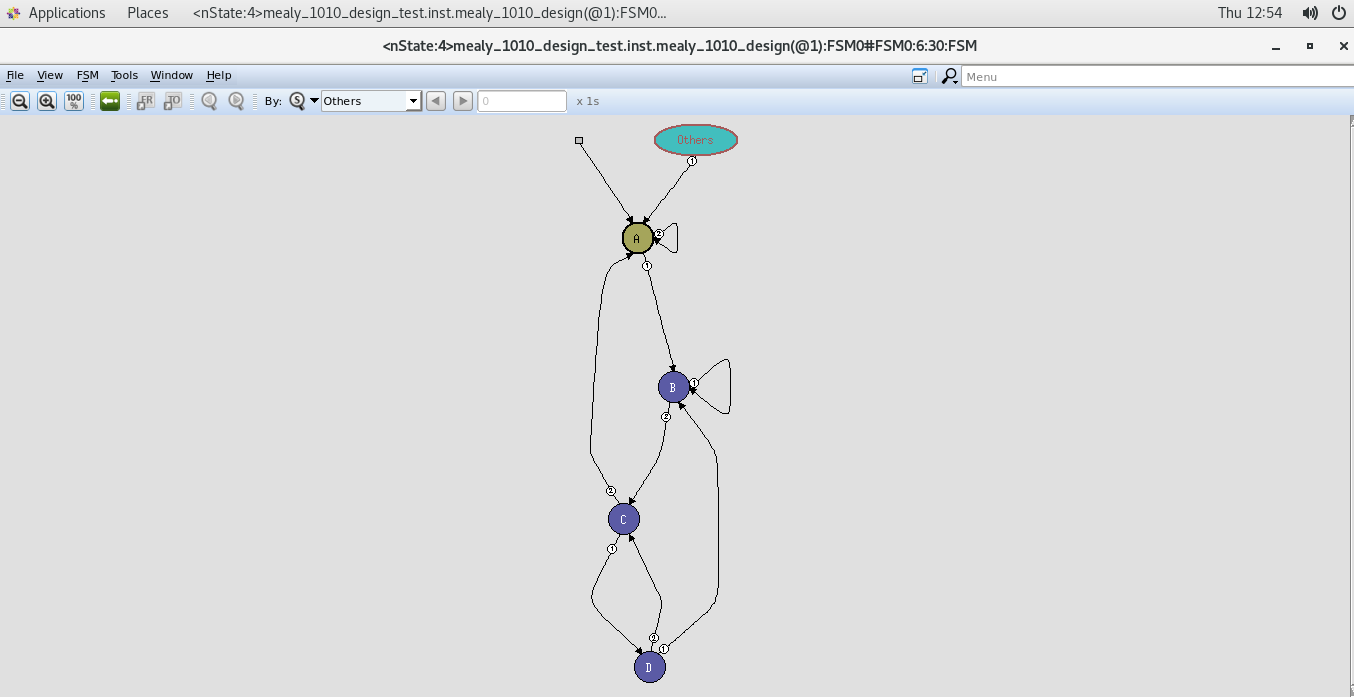 Applications Places <nState:4>mealy_1010_design_test.inst.mealy_1010_design(@1):FSM0... Thu 12:54
<nState:4>mealy_1010_design_test.inst.mealy_1010_design(@1):FSM0#FSM0:6:30:FSM
File View FSM Tools Window Help Menu
100 % FR TO By: S Others 0 x 1s
Others
1
A 2
1
B 1
2
2
C
1
2 1
D